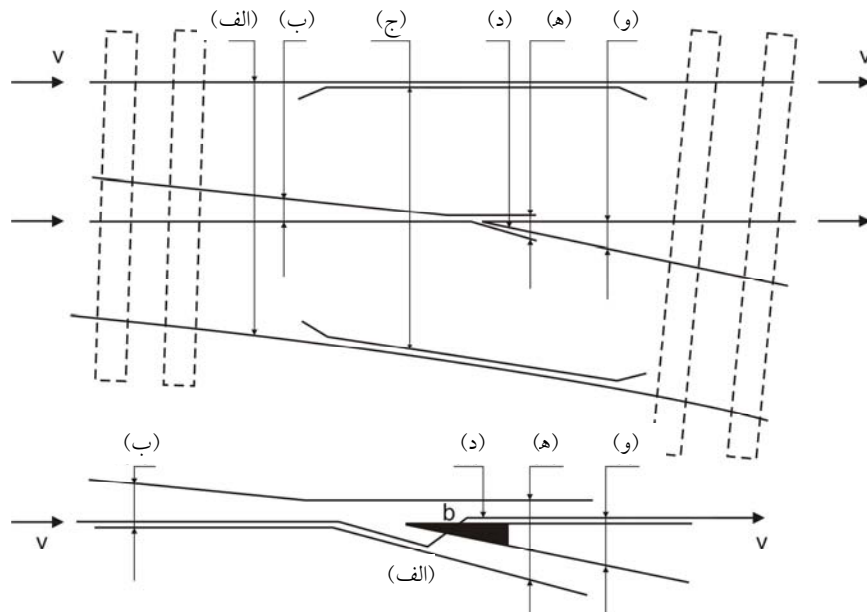 (الف) (ب) (ج) (د) (ه) (و)
v v
(ب) (د) (ه) (و)
b
v v
(الف)